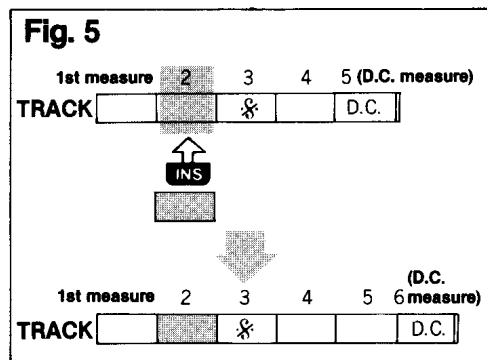 Fig. 5
1st measure 2 3 4 5 (D.C. measure)
TRACK 𝄋 D.C.
INS
(D.C.
1st measure 2 3 4 5 6 measure)
TRACK 𝄋 D.C.